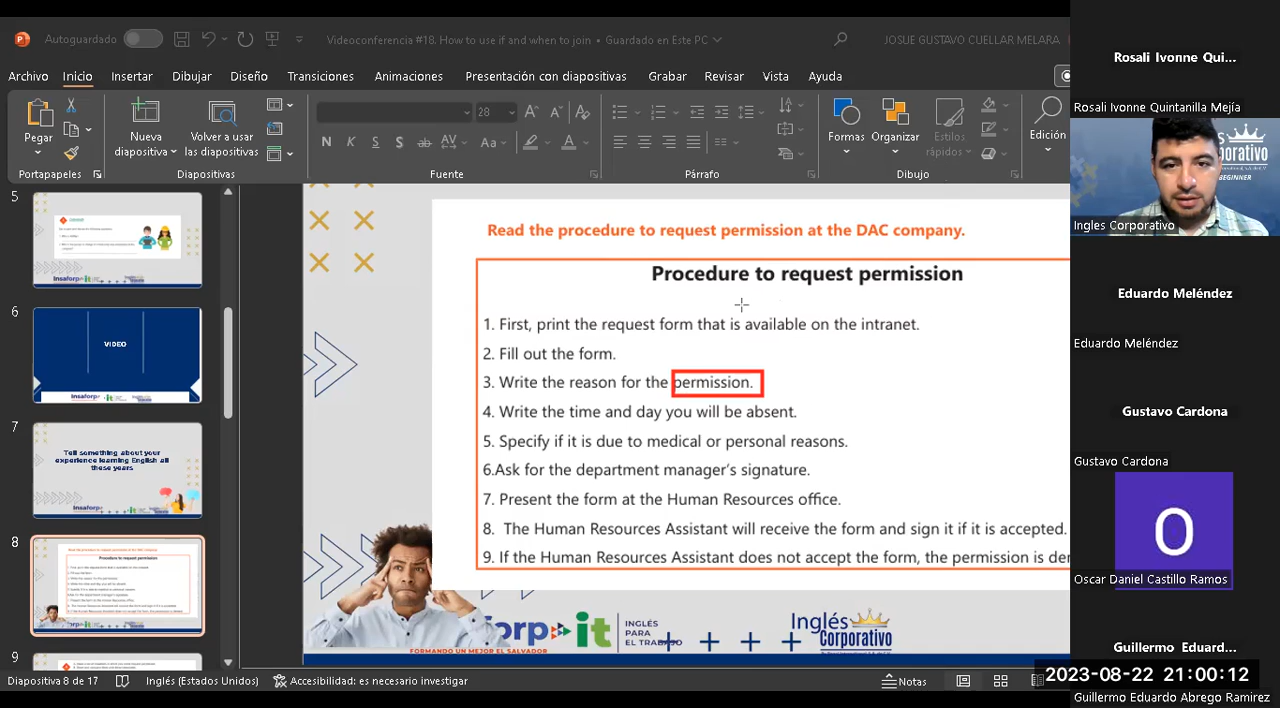 Autoguardado
Videoconferencia #18. How to use if and when to join • Guardado en Este PC
JOSUE GUSTAVO CUELLAR MELARA
Archivo Inicio Insertar Dibujar Diseño Transiciones Animaciones Presentación con diapositivas Grabar Revisar Vista Ayuda
Pegar
Nueva diapositiva
Volver a usar las diapositivas
28
N K S S ab AV Aa A
Formas
Organizar
Estilos rápidos
Edición
Portapapeles
Diapositivas
Fuente
Párrafo
Dibujo
5
6
VIDEO
7
Tell something about your
experience learning English all
these years
8
9
Read the procedure to request permission at the DAC company.
Procedure to request permission
1. First, print the request form that is available on the intranet.
2. Fill out the form.
3. Write the reason for the permission.
4. Write the time and day you will be absent.
5. Specify if it is due to medical or personal reasons.
6.Ask for the department manager's signature.
7. Present the form at the Human Resources office.
8. The Human Resources Assistant will receive the form and sign it if it is accepted.
9. If the Human Resources Assistant does not accept the form, the permission is der
forp it
INGLÉS
PARA
EL TRABAJO
FORMANDO UN MEJOR EL SALVADOR
Inglés
Corporativo
Diapositiva 8 de 17
Inglés (Estados Unidos)
Accesibilidad: es necesario investigar
Notas
Rosali Ivonne Qui...
Rosali Ivonne Quintanilla Mejía
BEGINNER
Ingles Corporativo
Eduardo Meléndez
Eduardo Meléndez
Gustavo Cardona
Gustavo Cardona
O
Oscar Daniel Castillo Ramos
Guillermo Eduard...
2023-08-22 21:00:12
Guillermo Eduardo Abrego Ramirez